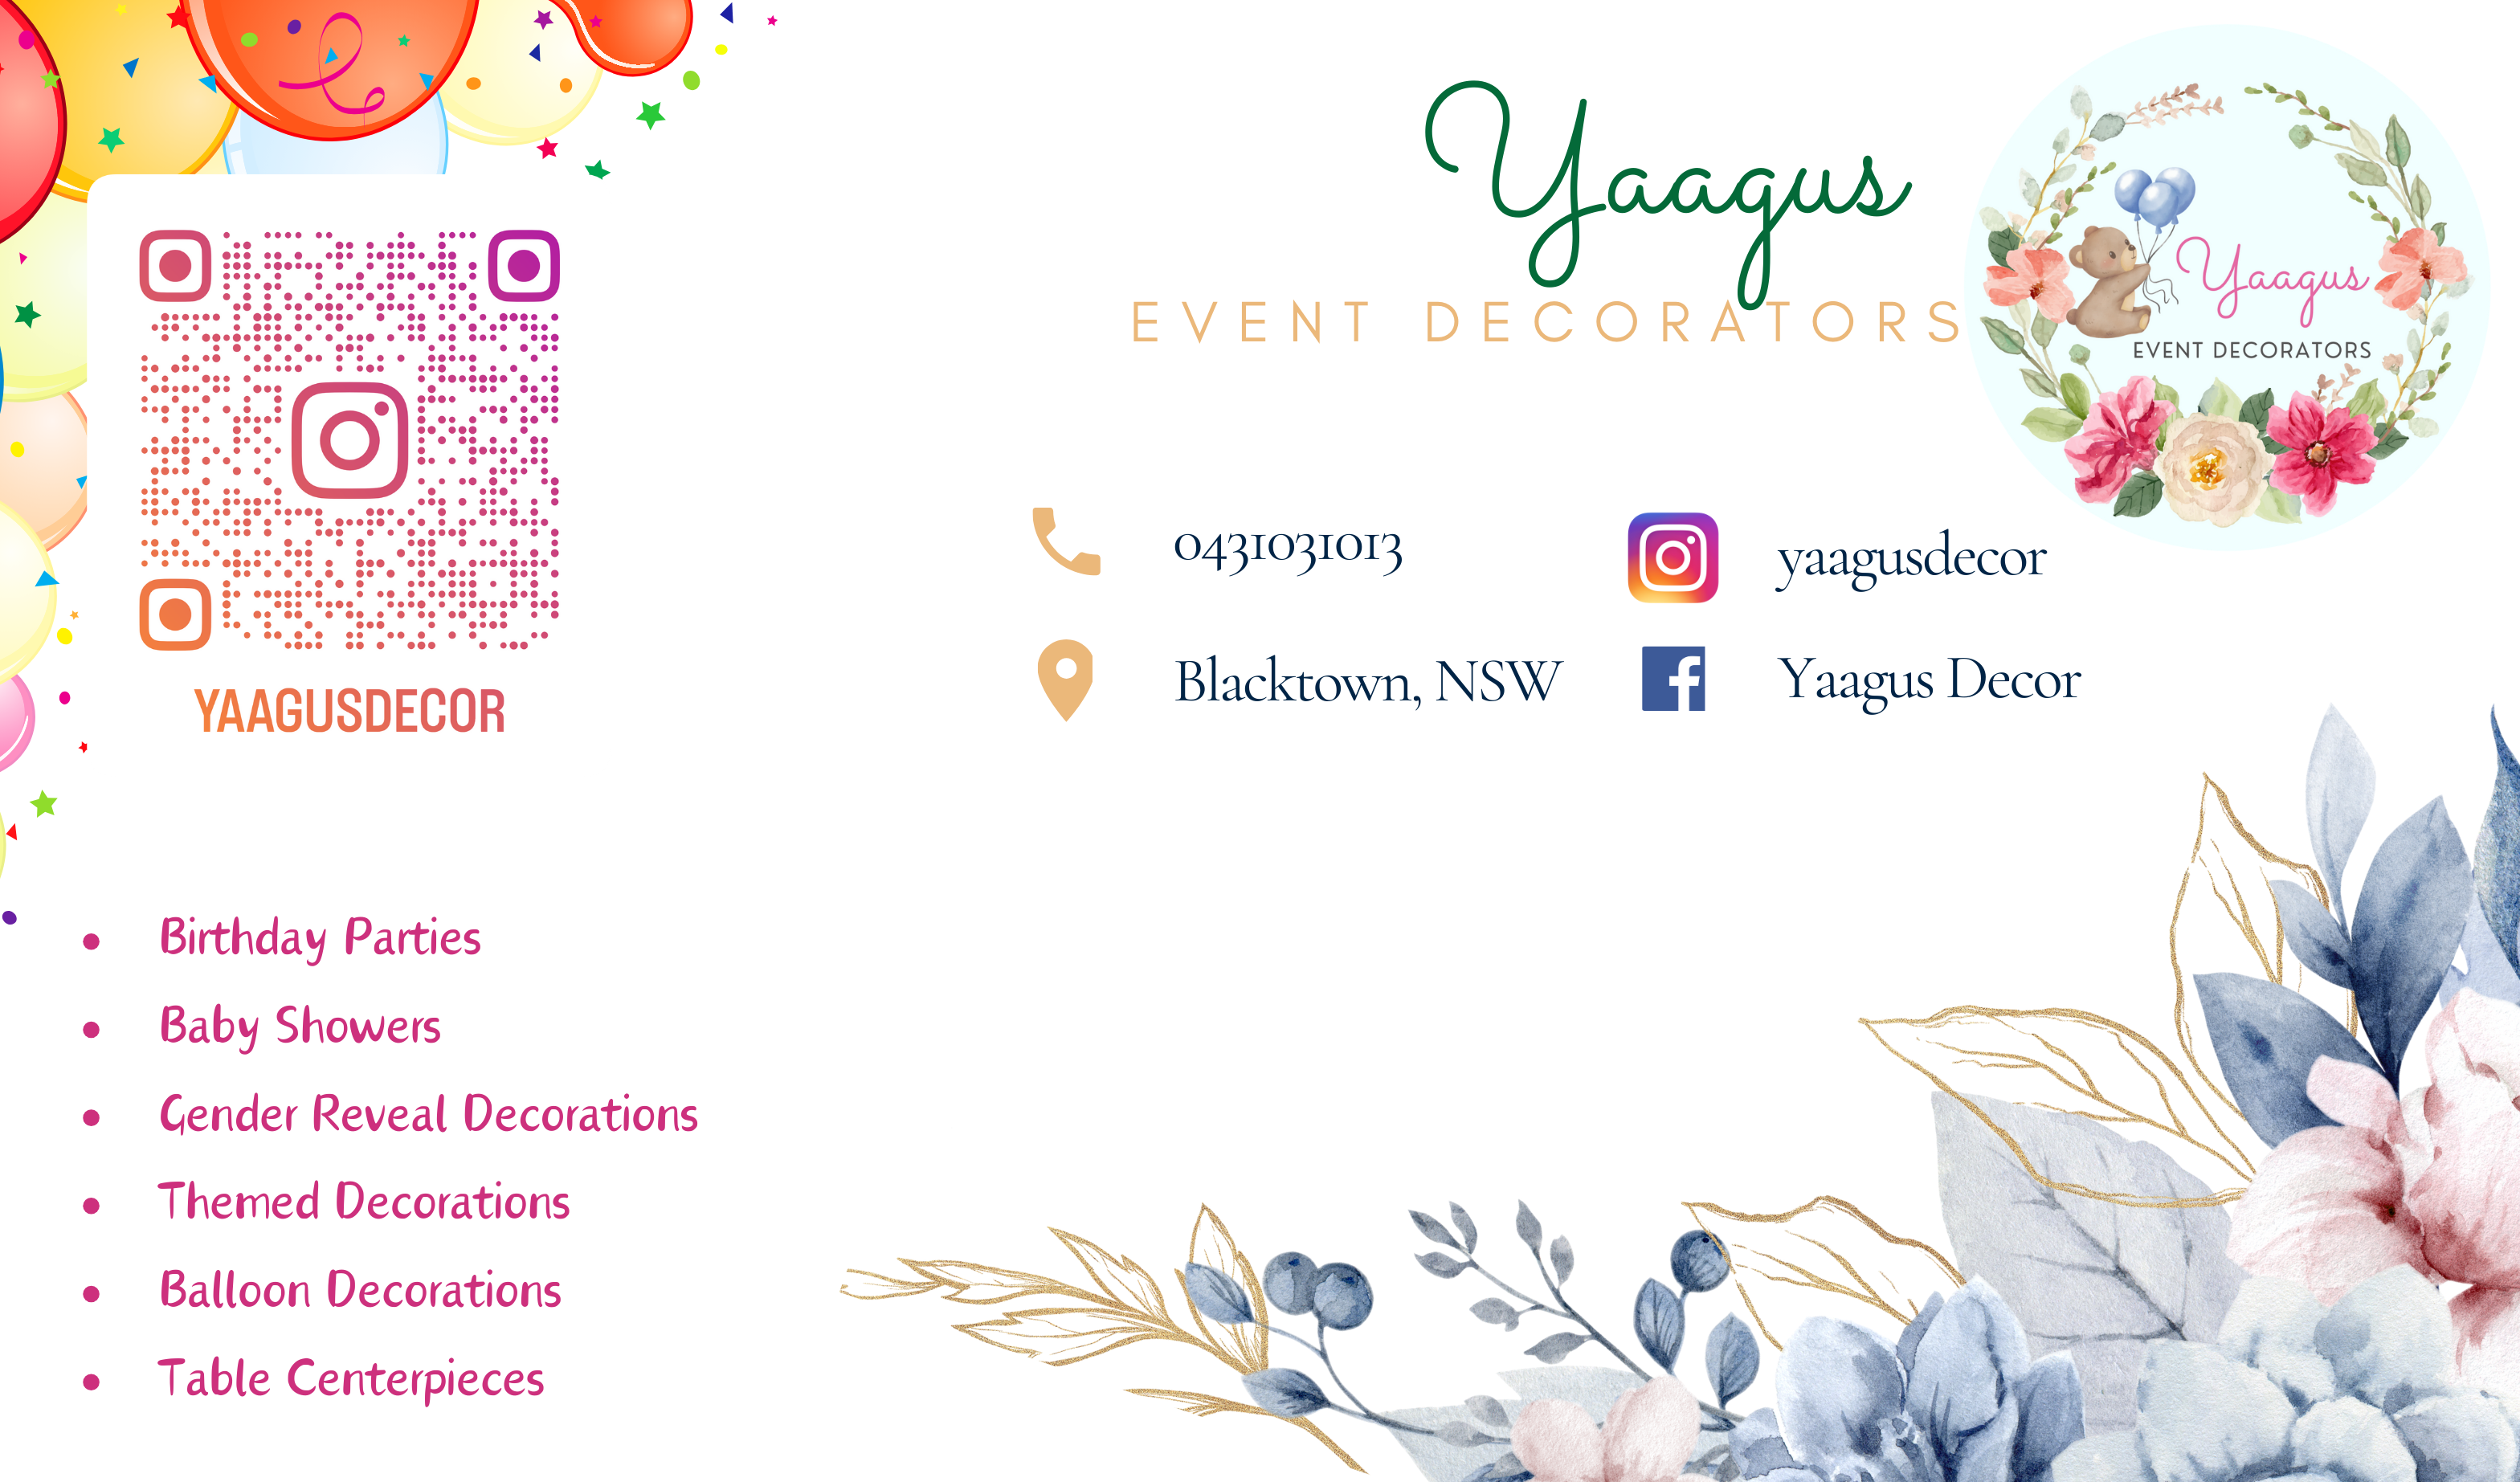 Yaagus
EVENT DECORATORS
Yaagus
EVENT DECORATORS
0431031013
yaagusdecor
Blacktown, NSW
Yaagus Decor
YAAGUSDECOR
• Birthday Parties
• Baby Showers
• Gender Reveal Decorations
• Themed Decorations
• Balloon Decorations
• Table Centerpieces